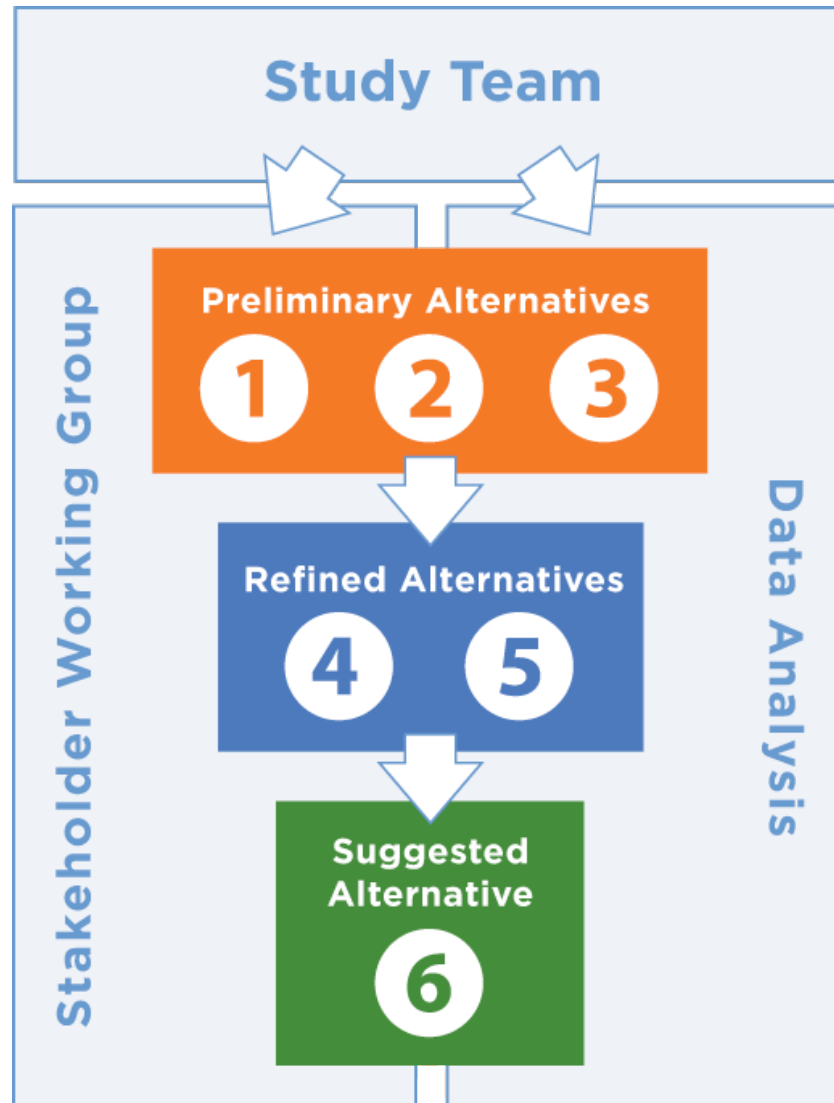 Study Team
Stakeholder Working Group
Preliminary Alternatives
1 2 3
Refined Alternatives
4 5
Suggested
Alternative
6
Data Analysis